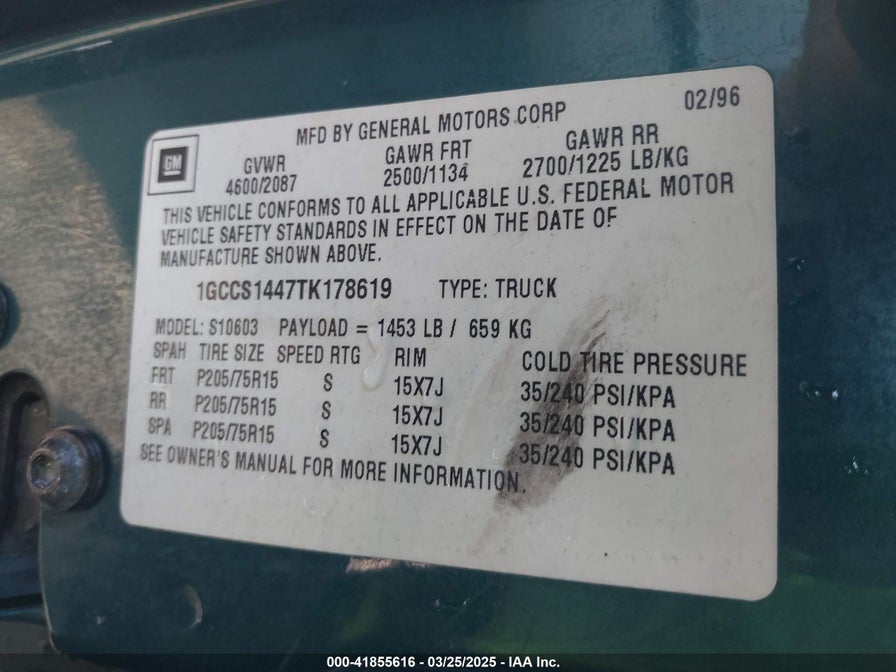 MFD BY GENERAL MOTORS CORP 02/96
GM
GVWR GAWR FRT GAWR RR
4600/2087 2500/1134 2700/1225 LB/KG
THIS VEHICLE CONFORMS TO ALL APPLICABLE U.S. FEDERAL MOTOR
VEHICLE SAFETY STANDARDS IN EFFECT ON THE DATE OF
MANUFACTURE SHOWN ABOVE.
1GCCS1447TK178619 TYPE: TRUCK
MODEL: S10603 PAYLOAD = 1453 LB / 659 KG
SPAH TIRE SIZE SPEED RTG RIM COLD TIRE PRESSURE
FRT P205/75R15 S 15X7J 35/240 PSI/KPA
RR P205/75R15 S 15X7J 35/240 PSI/KPA
SPA P205/75R15 S 15X7J 35/240 PSI/KPA
SEE OWNER'S MANUAL FOR MORE INFORMATION.
000-41855616 - 03/25/2025 - IAA Inc.